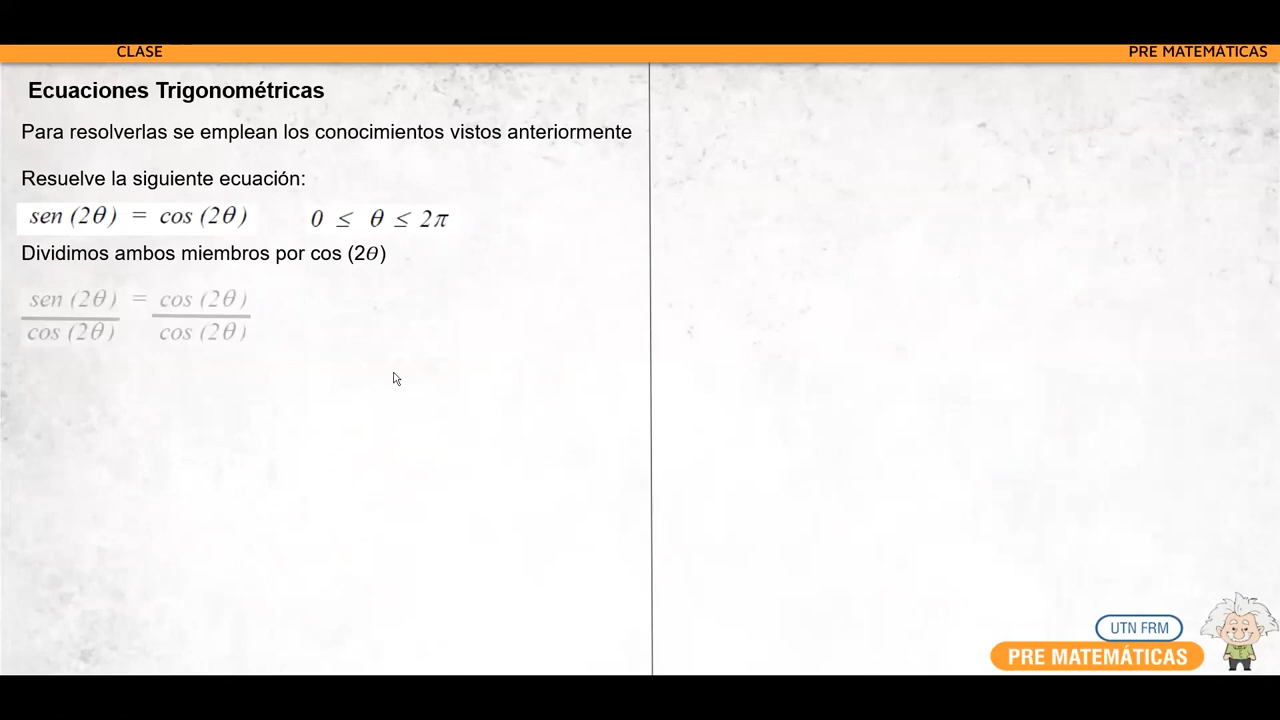 CLASE
PRE MATEMÁTICAS
Ecuaciones Trigonométricas
Para resolverlas se emplean los conocimientos vistos anteriormente
Resuelve la siguiente ecuación:
sen (2θ) = cos (2θ) 0 ≤ θ ≤ 2π
Dividimos ambos miembros por cos (2θ)
sen (2θ) = cos (2θ)
cos (2θ) cos (2θ)
UTN FRM
PRE MATEMÁTICAS